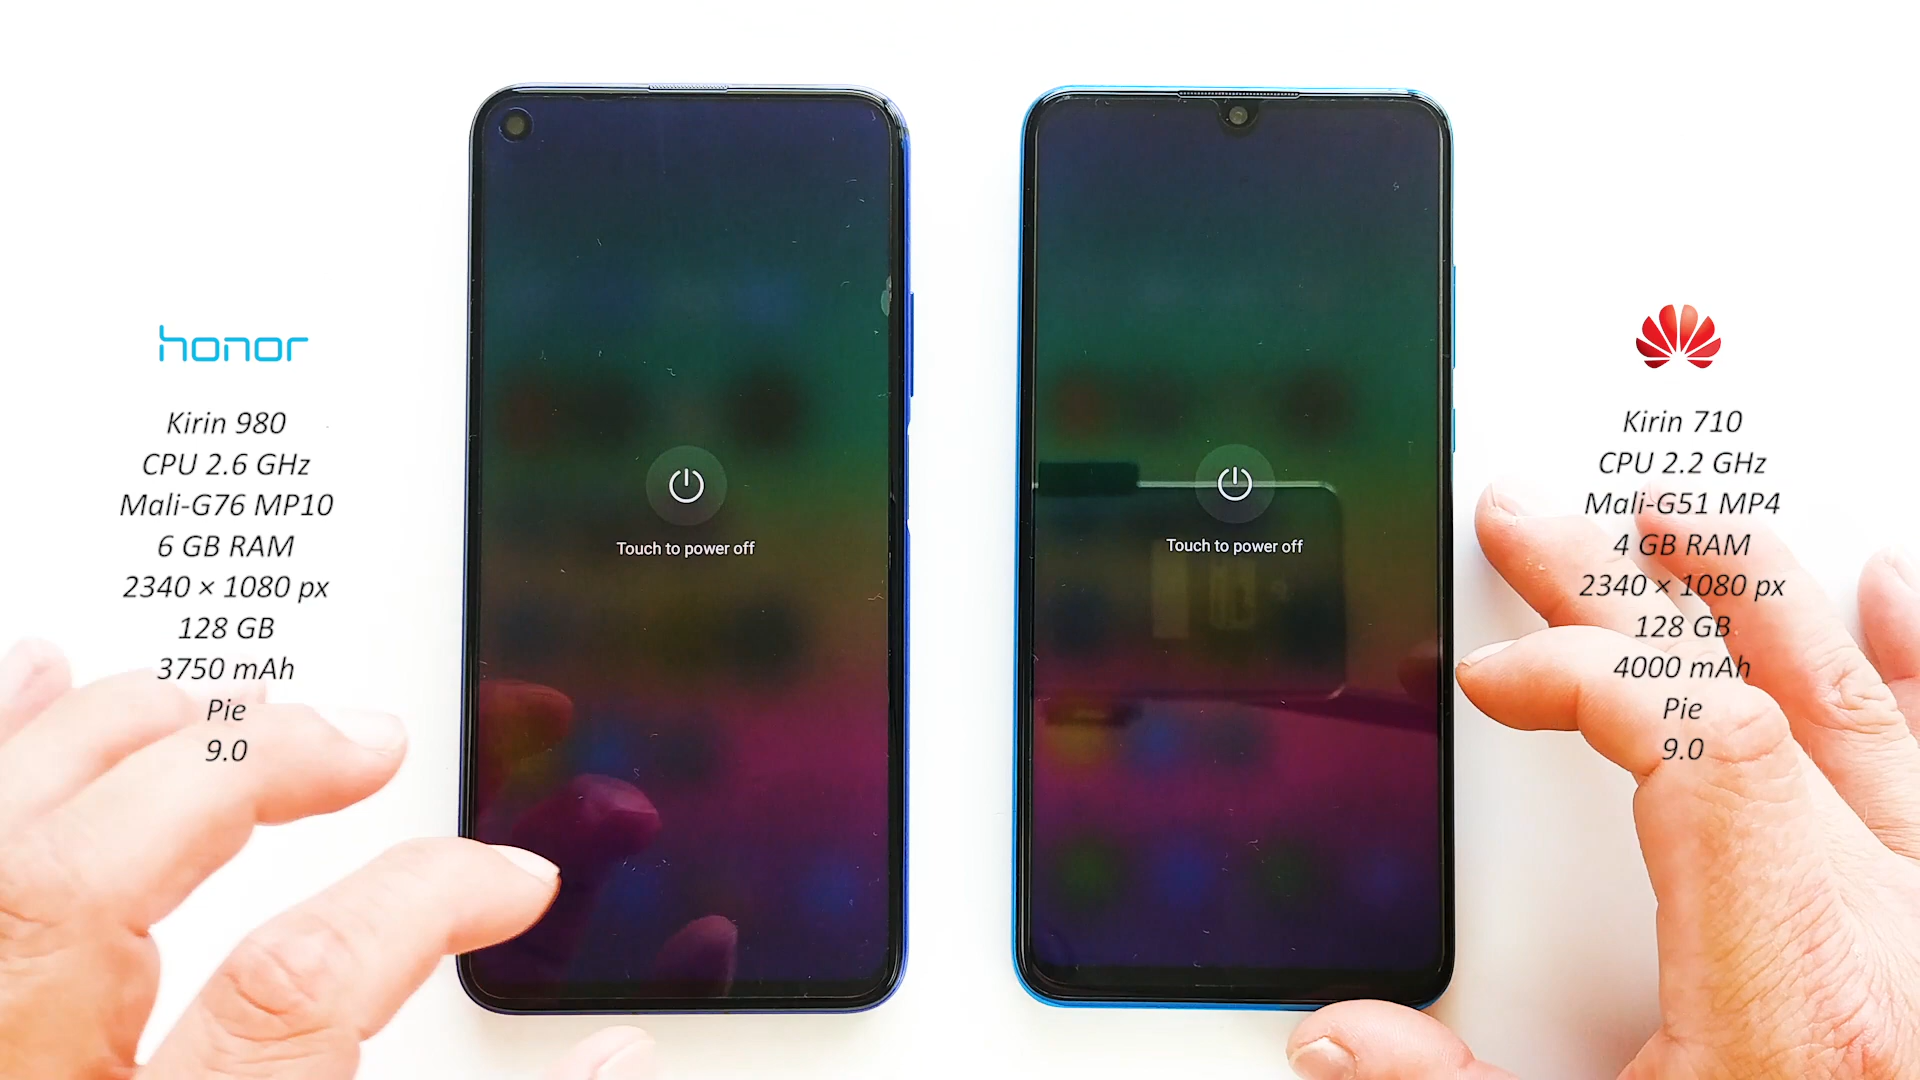 honor
Kirin 980
CPU 2.6 GHz
Mali-G76 MP10
6 GB RAM
2340 × 1080 px
128 GB
3750 mAh
Pie
9.0
Touch to power off
Touch to power off
Kirin 710
CPU 2.2 GHz
Mali-G51 MP4
4 GB RAM
2340 × 1080 px
128 GB
4000 mAh
Pie
9.0